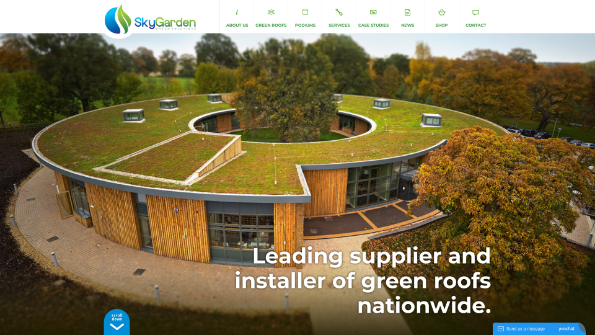 SkyGarden
ABOUT US
GREEN ROOFS
PODIUMS
SERVICES
CASE STUDIES
NEWS
SHOP
CONTACT
Leading supplier and
installer of green roofs
nationwide.
scroll
down
Send us a message